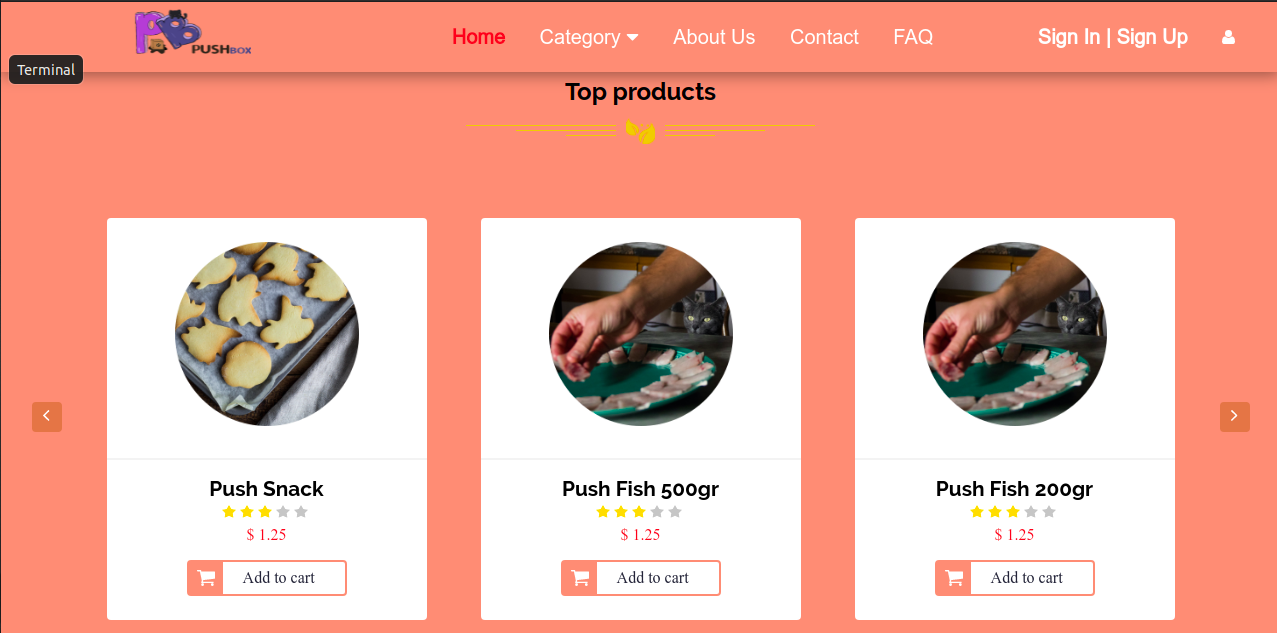 PB PUSHBOX
Home Category About Us Contact FAQ Sign In | Sign Up
Terminal
Top products
Push Snack
$ 1.25
Add to cart
Push Fish 500gr
$ 1.25
Add to cart
Push Fish 200gr
$ 1.25
Add to cart